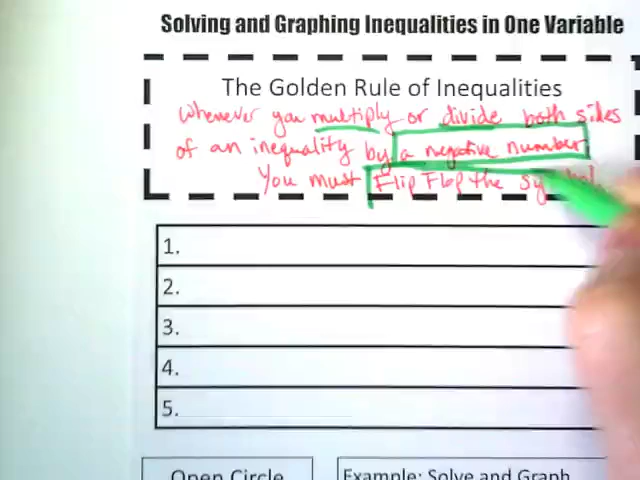 Solving and Graphing Inequalities in One Variable
The Golden Rule of Inequalities
Whenever you multiply or divide both sides
of an inequality by a negative number
You must Flip Flop the
1.
2.
3.
4.
5.
Open Circle
Example: Solve and Graph